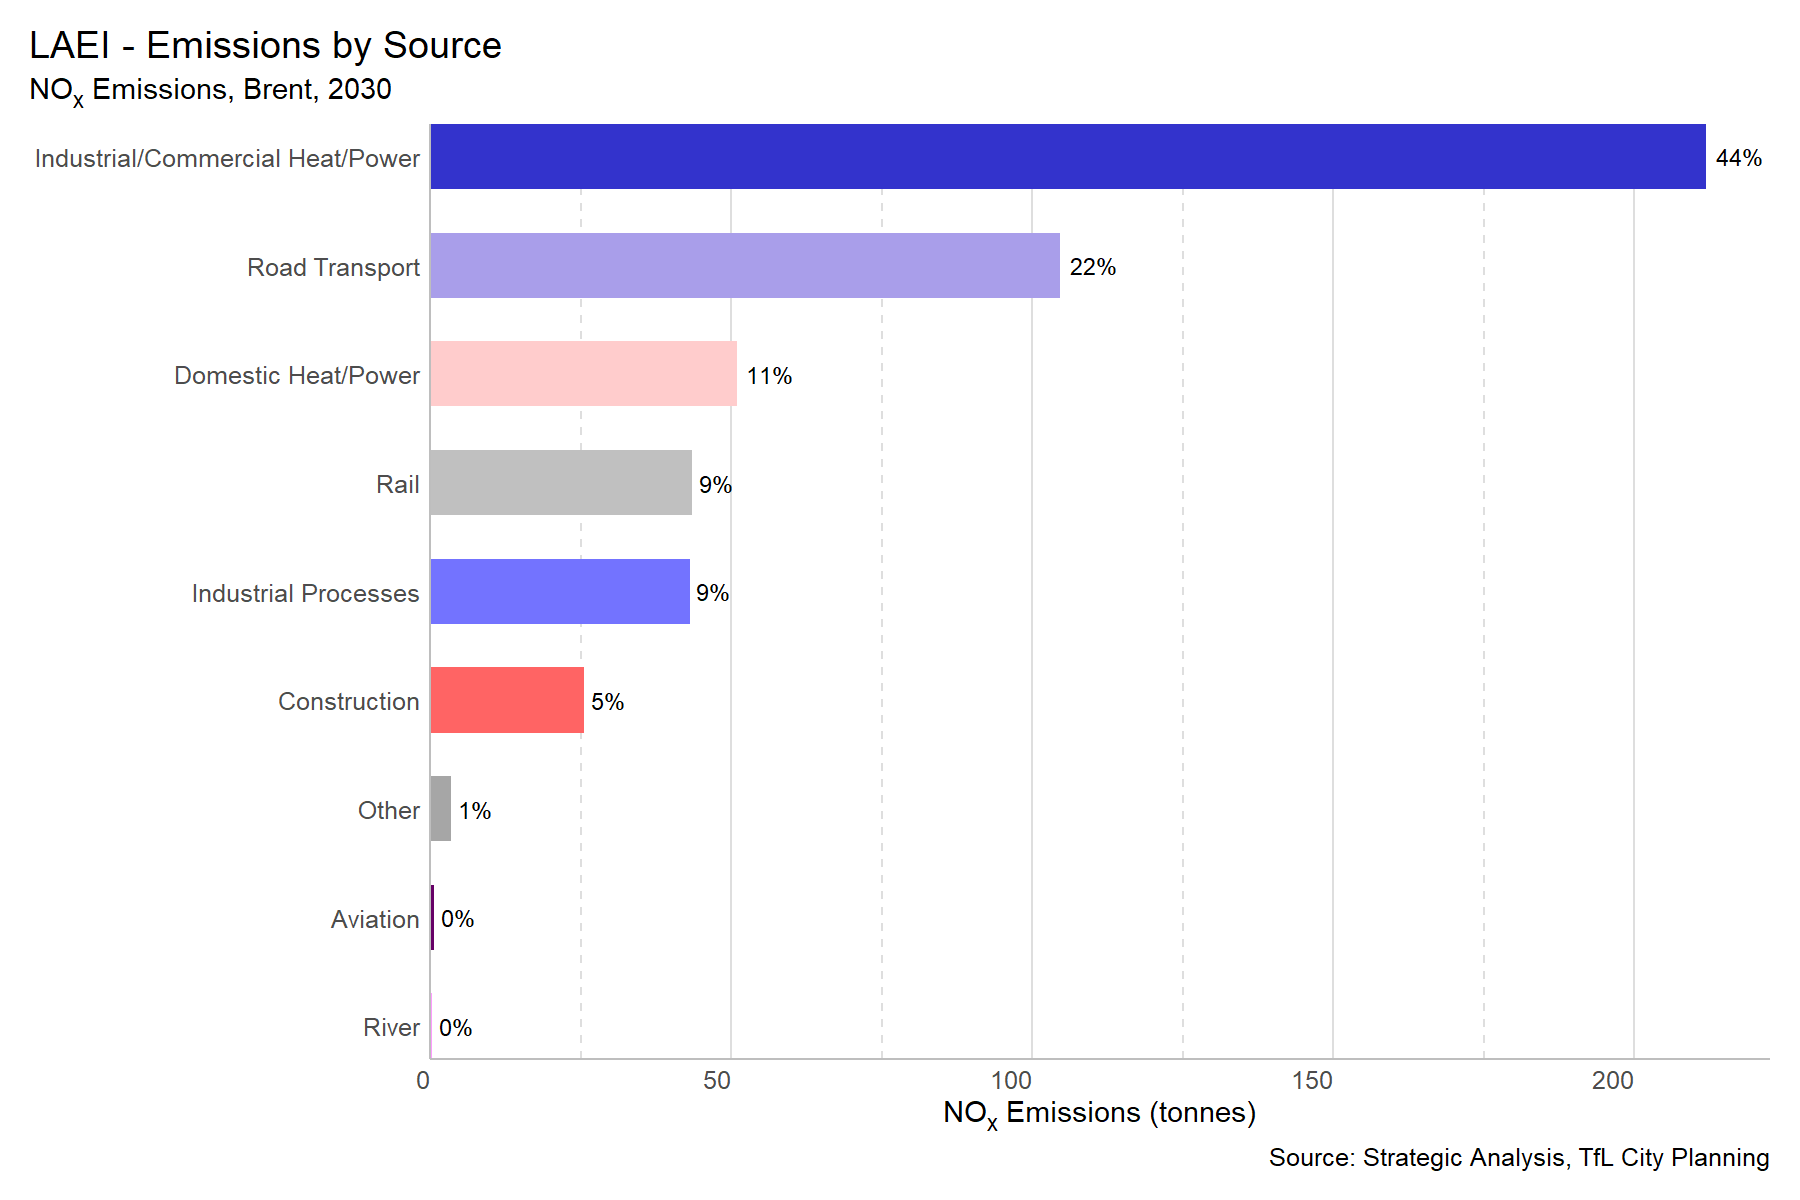 LAEI - Emissions by Source
NOx Emissions, Brent, 2030
Industrial/Commercial Heat/Power 44%
Road Transport 22%
Domestic Heat/Power 11%
Rail 9%
Industrial Processes 9%
Construction 5%
Other 1%
Aviation 0%
River 0%
0 50 100 150 200
NOx Emissions (tonnes)
Source: Strategic Analysis, TfL City Planning